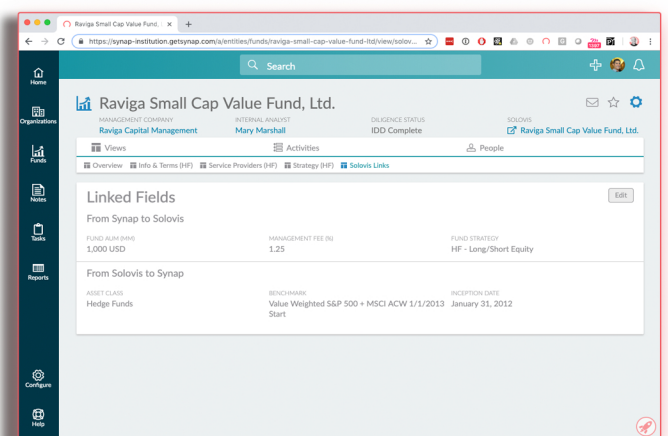 Raviga Small Cap Value Fund, L
https://synap-institution.getsynap.com/a/entities/funds/raviga-small-cap-value-fund-ltd/view/solov...
Search
Home
Organizations
Funds
Notes
Tasks
Reports
Configure
Help
Raviga Small Cap Value Fund, Ltd.
MANAGEMENT COMPANY INTERNAL ANALYST DILIGENCE STATUS SOLOVIS
Raviga Capital Management Mary Marshall IDD Complete Raviga Small Cap Value Fund, Ltd.
Views Activities People
Overview Info & Terms (HF) Service Providers (HF) Strategy (HF) Solovis Links
Linked Fields Edit
From Synap to Solovis
FUND AUM (MM) MANAGEMENT FEE (%) FUND STRATEGY
1,000 USD 1.25 HF - Long/Short Equity
From Solovis to Synap
ASSET CLASS BENCHMARK INCEPTION DATE
Hedge Funds Value Weighted S&P 500 + MSCI ACW 1/1/2013 January 31, 2012
Start